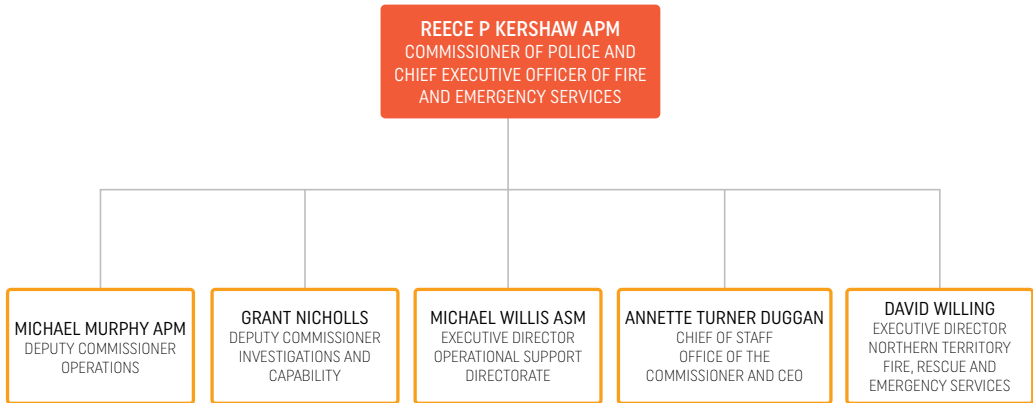 REECE P KERSHAW APM
COMMISSIONER OF POLICE AND
CHIEF EXECUTIVE OFFICER OF FIRE
AND EMERGENCY SERVICES
MICHAEL MURPHY APM
DEPUTY COMMISSIONER
OPERATIONS
GRANT NICHOLLS
DEPUTY COMMISSIONER
INVESTIGATIONS AND
CAPABILITY
MICHAEL WILLIS ASM
EXECUTIVE DIRECTOR
OPERATIONAL SUPPORT
DIRECTORATE
ANNETTE TURNER DUGGAN
CHIEF OF STAFF
OFFICE OF THE
COMMISSIONER AND CEO
DAVID WILLING
EXECUTIVE DIRECTOR
NORTHERN TERRITORY
FIRE, RESCUE AND
EMERGENCY SERVICES